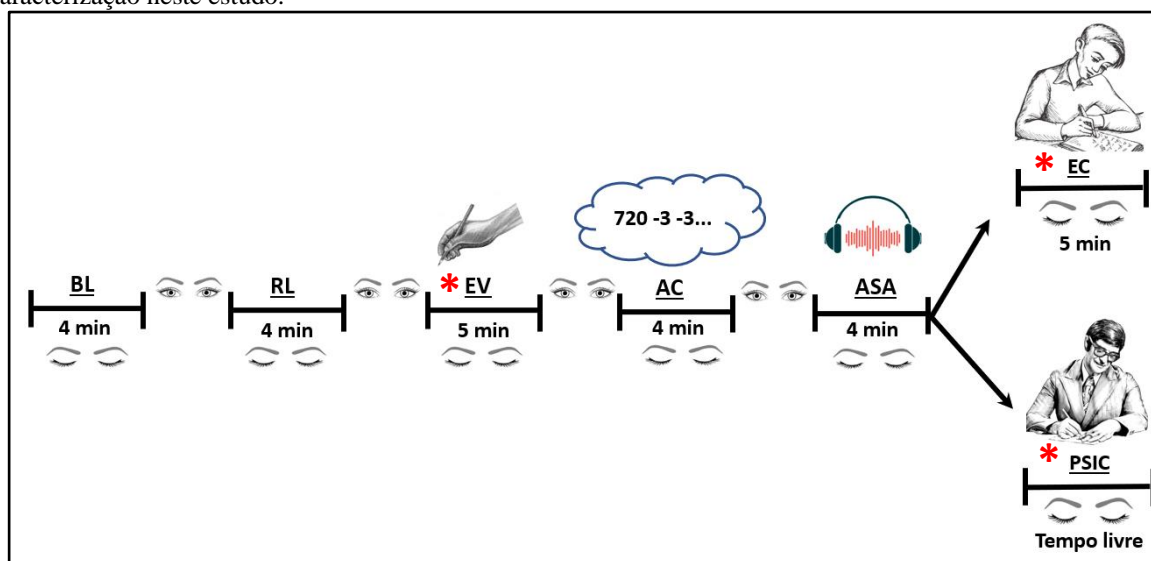 aracterização neste estudo.
* EC
5 min
720 -3 -3...
BL
4 min
RL
4 min
* EV
5 min
AC
4 min
ASA
4 min
* PSIC
Tempo livre